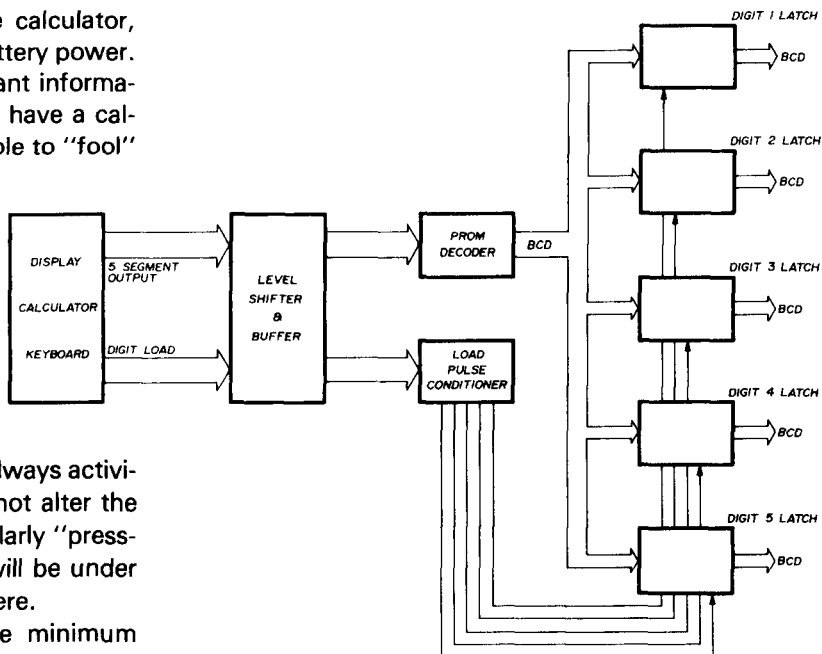 e calculator,
ttery power.
ant informa-
have a cal-
ole to "fool"
DISPLAY
CALCULATOR
KEYBOARD
5 SEGMENT
OUTPUT
DIGIT LOAD
LEVEL
SHIFTER
&
BUFFER
PROM
DECODER
BCD
LOAD
PULSE
CONDITIONER
DIGIT 1 LATCH
BCD
DIGIT 2 LATCH
BCD
DIGIT 3 LATCH
BCD
DIGIT 4 LATCH
BCD
DIGIT 5 LATCH
BCD
lways activi-
not alter the
larly "press-
vill be under
ere.
e minimum